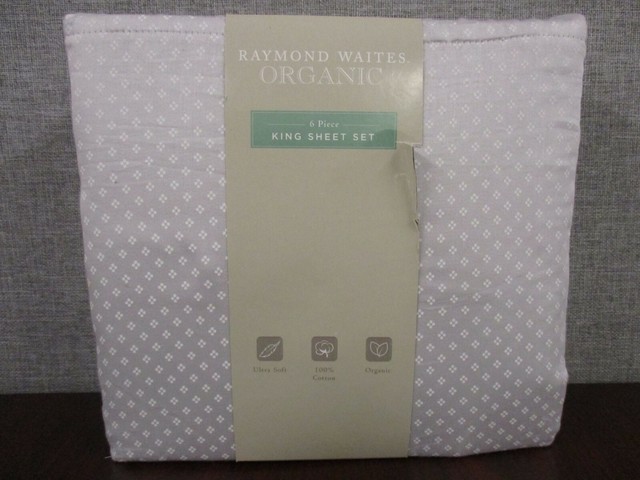 RAYMOND WAITES
ORGANIC
6 Piece
KING SHEET SET
Ultra Soft
100%
Cotton
Organic